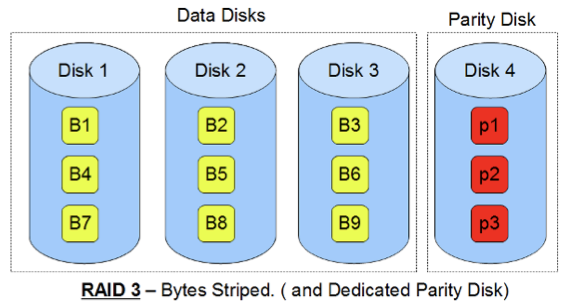 Data Disks Parity Disk
Disk 1 Disk 2 Disk 3 Disk 4
B1 B2 B3 p1
B4 B5 B6 p2
B7 B8 B9 p3
RAID 3 – Bytes Striped. ( and Dedicated Parity Disk)